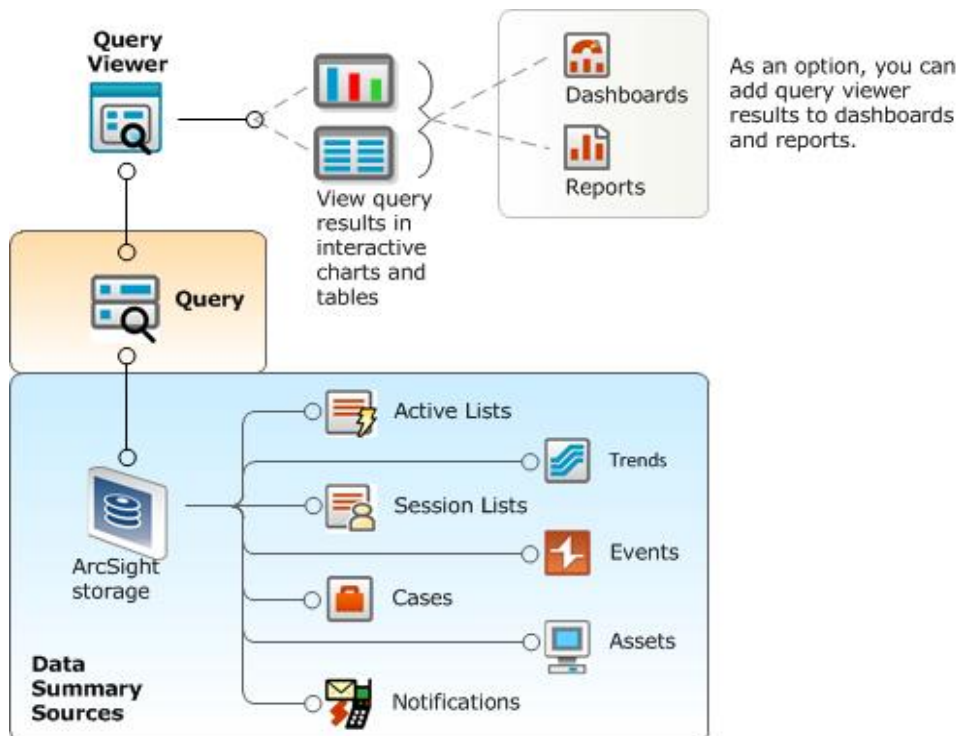 Query
Viewer
View query
results in
interactive
charts and
tables
Dashboards
Reports
As an option, you can
add query viewer
results to dashboards
and reports.
Query
ArcSight
storage
Active Lists
Trends
Session Lists
Events
Cases
Assets
Notifications
Data
Summary
Sources